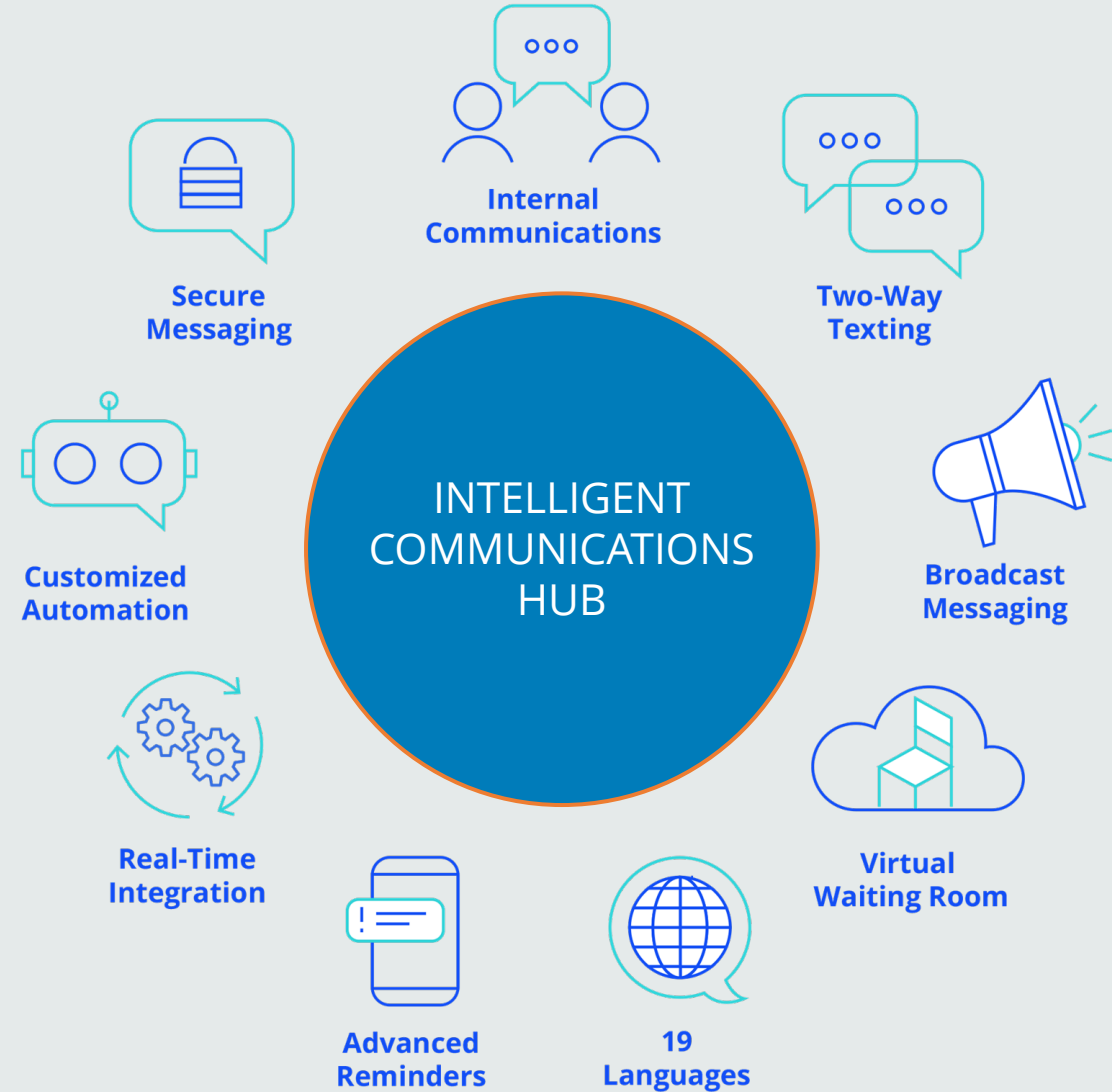 Internal
Communications
Secure
Messaging
Two-Way
Texting
INTELLIGENT
COMMUNICATIONS
HUB
Customized
Automation
Broadcast
Messaging
Real-Time
Integration
Virtual
Waiting Room
Advanced
Reminders
19
Languages